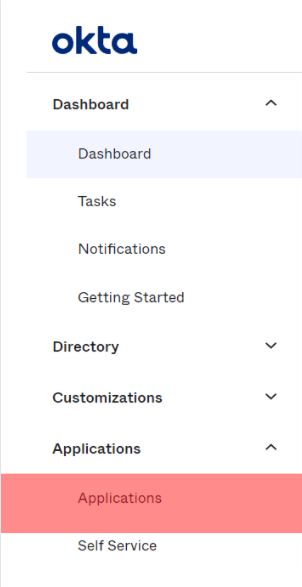 okta
Dashboard
Dashboard
Tasks
Notifications
Getting Started
Directory
Customizations
Applications
Applications
Self Service